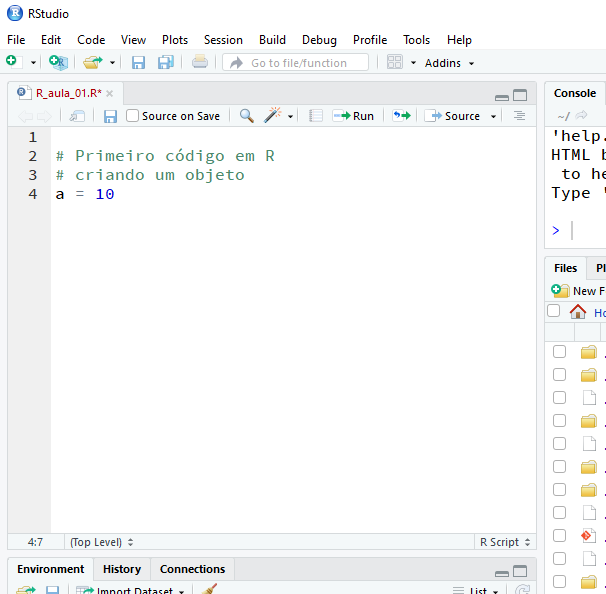 RStudio
File Edit Code View Plots Session Build Debug Profile Tools Help
Go to file/function Addins
R_aula_01.R*
Source on Save Run Source
1
2 # Primeiro código em R
3 # criando um objeto
4 a = 10
4:7 (Top Level) R Script
Environment History Connections
Import Dataset List
Console
~/
'help.
HTML b
to he
Type '
>
Files Pl
New F
Ho